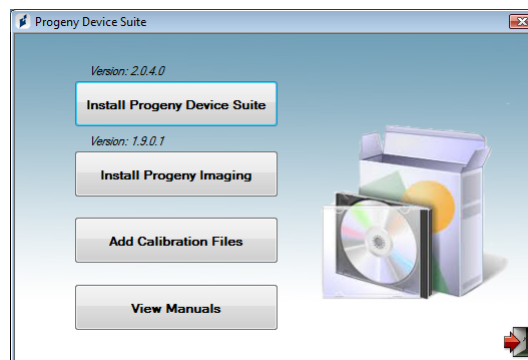 Progeny Device Suite
Version: 2.0.4.0
Install Progeny Device Suite
Version: 1.9.0.1
Install Progeny Imaging
Add Calibration Files
View Manuals